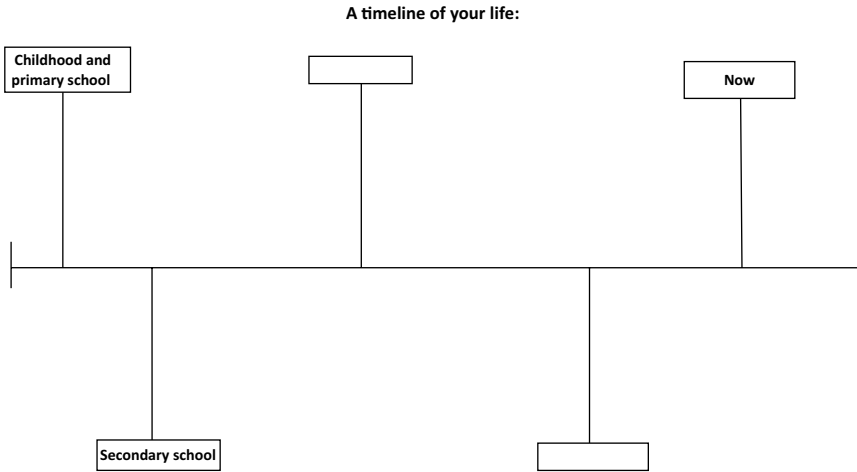 A timeline of your life:
Childhood and
primary school
Now
Secondary school